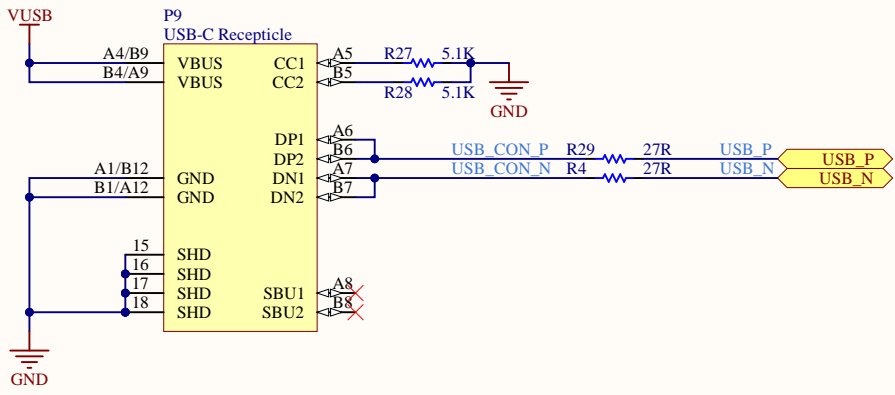 VUSB
P9
USB-C Recepticle
A4/B9 VBUS CC1 A5 R27 5.1K
B4/A9 VBUS CC2 B5 R28 5.1K
GND
DP1 A6
DP2 B6 USB_CON_P R29 27R USB_P USB_P
A1/B12 GND DN1 A7 USB_CON_N R4 27R USB_N USB_N
B1/A12 GND DN2 B7
15 SHD
16 SHD
17 SHD SBU1 A8
18 SHD SBU2 B8
GND